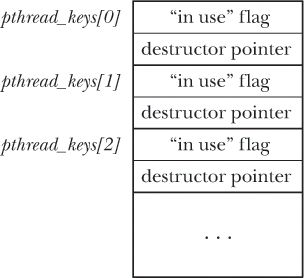 pthread_keys[0] “in use” flag
destructor pointer
pthread_keys[1] “in use” flag
destructor pointer
pthread_keys[2] “in use” flag
destructor pointer
. . .